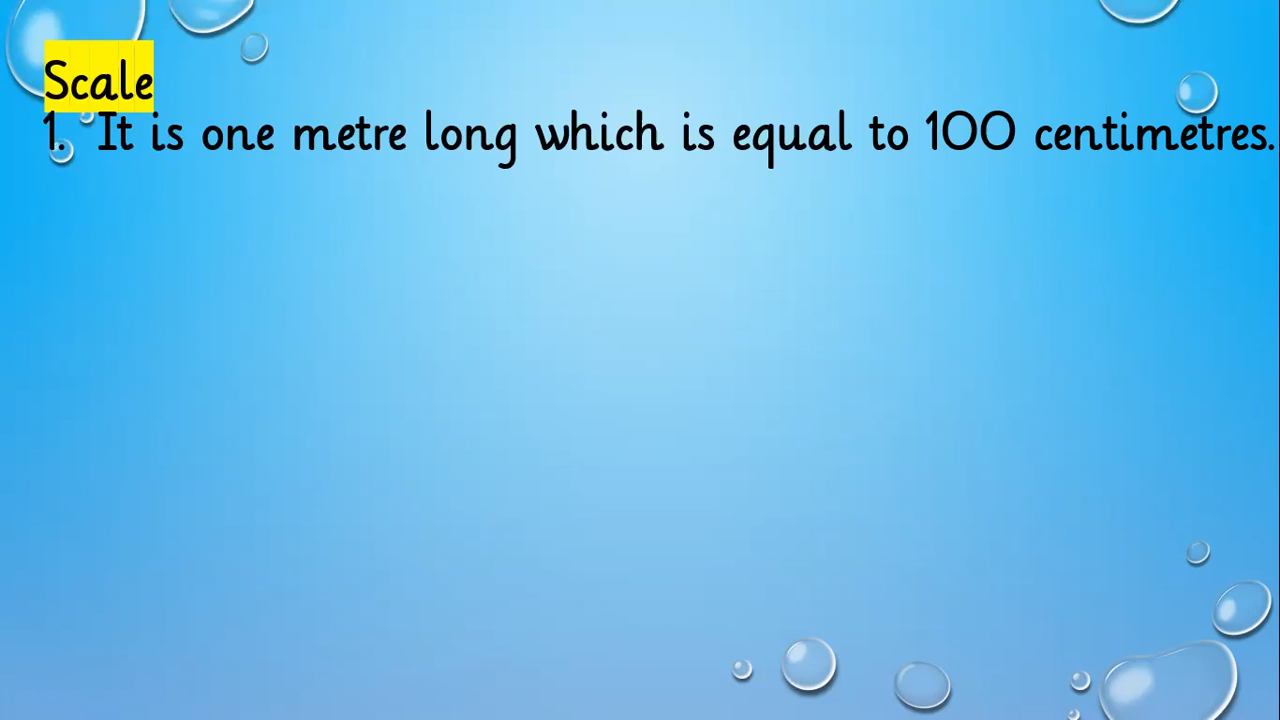 Scale
1. It is one metre long which is equal to 100 centimetres.